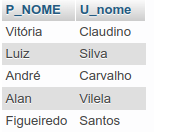 P_NOME U_nome
Vitória Claudino
Luiz Silva
André Carvalho
Alan Vilela
Figueiredo Santos